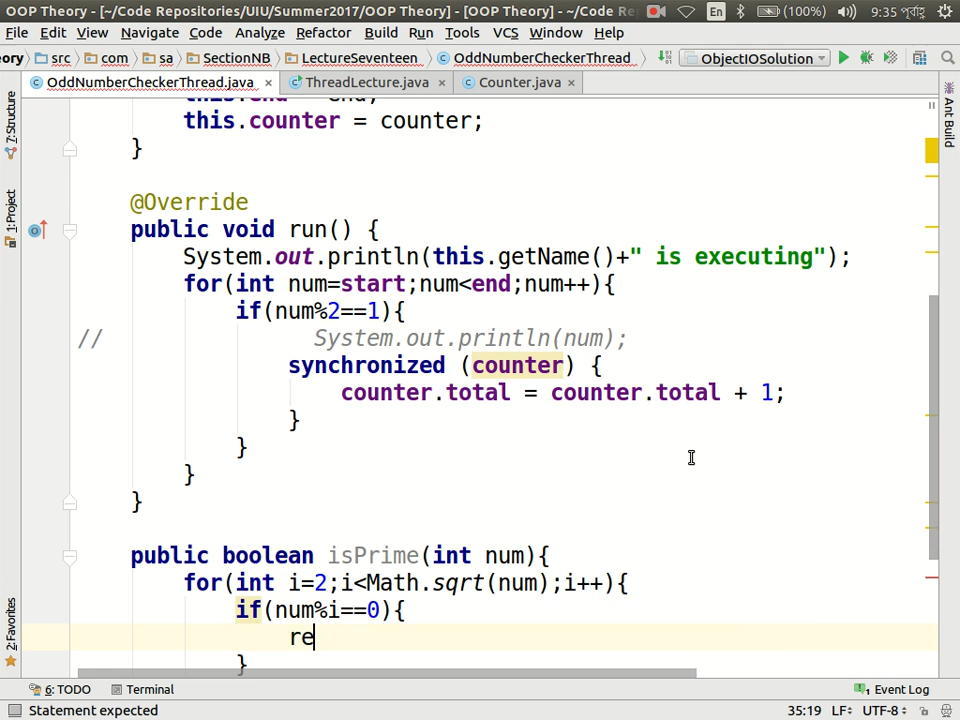 OOP Theory - [~/Code Repositories/UIU/Summer2017/OOP Theory] - [OOP Theory] - ~/Code Re
En (100%) 9:35 পূর্বাহ্ণ
File Edit View Navigate Code Analyze Refactor Build Run Tools VCS Window Help
ory src com sa SectionNB LectureSeventeen OddNumberCheckerThread ObjectIOSolution
OddNumberCheckerThread.java × ThreadLecture.java × Counter.java ×
7: Structure
1: Project
2: Favorites
Ant Build
this.end = end;
this.counter = counter;
}
@Override
public void run() {
System.out.println(this.getName()+" is executing");
for(int num=start;num<end;num++){
if(num%2==1){
// System.out.println(num);
synchronized (counter) {
counter.total = counter.total + 1;
}
}
}
}
public boolean isPrime(int num){
for(int i=2;i<Math.sqrt(num);i++){
if(num%i==0){
re
}
6: TODO Terminal 1 Event Log
Statement expected 35:19 LF UTF-8